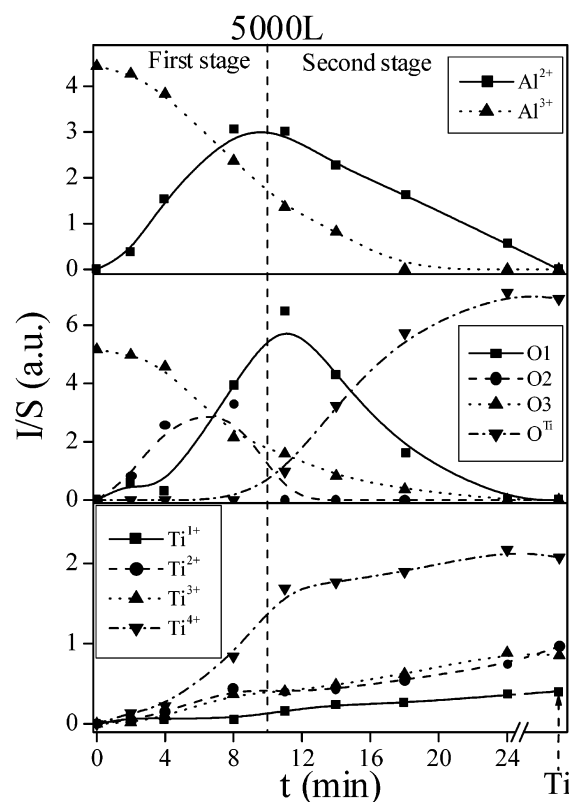 5000L
First stage
Second stage
Al²⁺
Al³⁺
4
3
2
1
0
O1
O2
O3
Oᵀⁱ
6
4
2
0
I/S (a.u.)
Ti¹⁺
Ti²⁺
Ti³⁺
Ti⁴⁺
2
1
0
0 4 8 12 16 20 24 Ti
t (min)